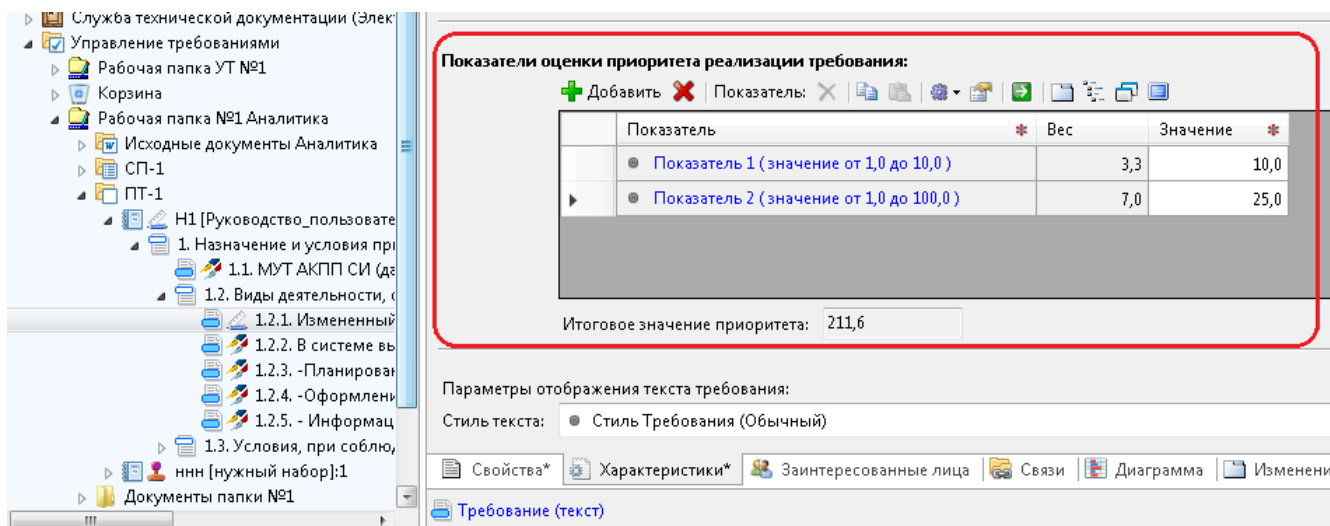 Служба технической документации (Элек
Управление требованиями
Рабочая папка УТ №1
Корзина
Рабочая папка №1 Аналитика
Исходные документы Аналитика
СП-1
ПТ-1
Н1 [Руководство_пользовате
1. Назначение и условия при
1.1. МУТ АКПП СИ (да
1.2. Виды деятельности, с
1.2.1. Измененный
1.2.2. В системе вы
1.2.3. -Планирован
1.2.4. -Оформлени
1.2.5. - Информац
1.3. Условия, при соблюд
ннн [нужный набор]:1
Документы папки №1
Показатели оценки приоритета реализации требования:
Добавить Показатель:
Показатель * Вес Значение *
Показатель 1 ( значение от 1,0 до 10,0 ) 3,3 10,0
Показатель 2 ( значение от 1,0 до 100,0 ) 7,0 25,0
Итоговое значение приоритета: 211,6
Параметры отображения текста требования:
Стиль текста: Стиль Требования (Обычный)
Свойства* Характеристики* Заинтересованные лица Связи Диаграмма Изменени
Требование (текст)